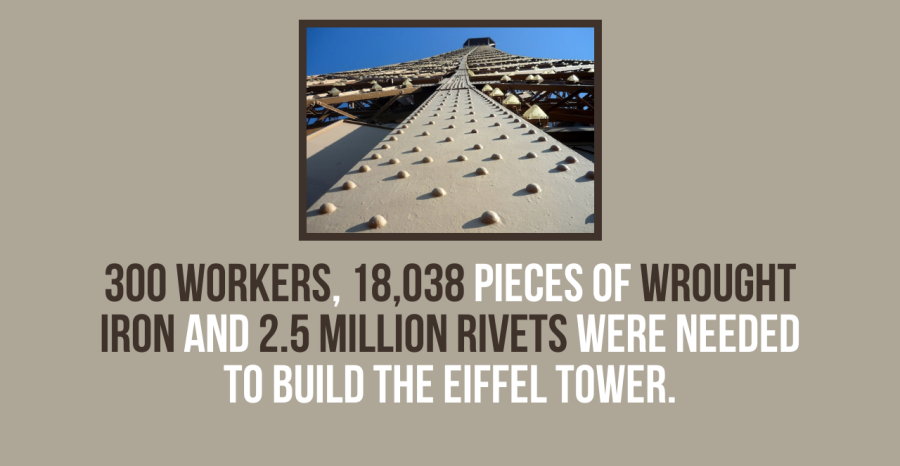 300 WORKERS, 18,038 PIECES OF WROUGHT
IRON AND 2.5 MILLION RIVETS WERE NEEDED
TO BUILD THE EIFFEL TOWER.